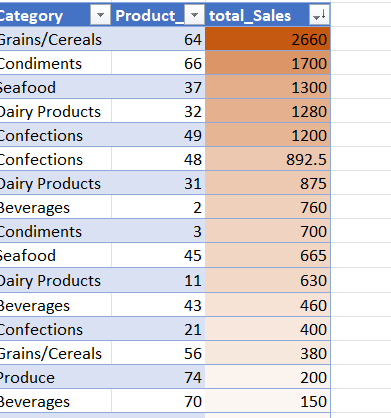 Category Product_ total_Sales
Grains/Cereals 64 2660
Condiments 66 1700
Seafood 37 1300
Dairy Products 32 1280
Confections 49 1200
Confections 48 892.5
Dairy Products 31 875
Beverages 2 760
Condiments 3 700
Seafood 45 665
Dairy Products 11 630
Beverages 43 460
Confections 21 400
Grains/Cereals 56 380
Produce 74 200
Beverages 70 150